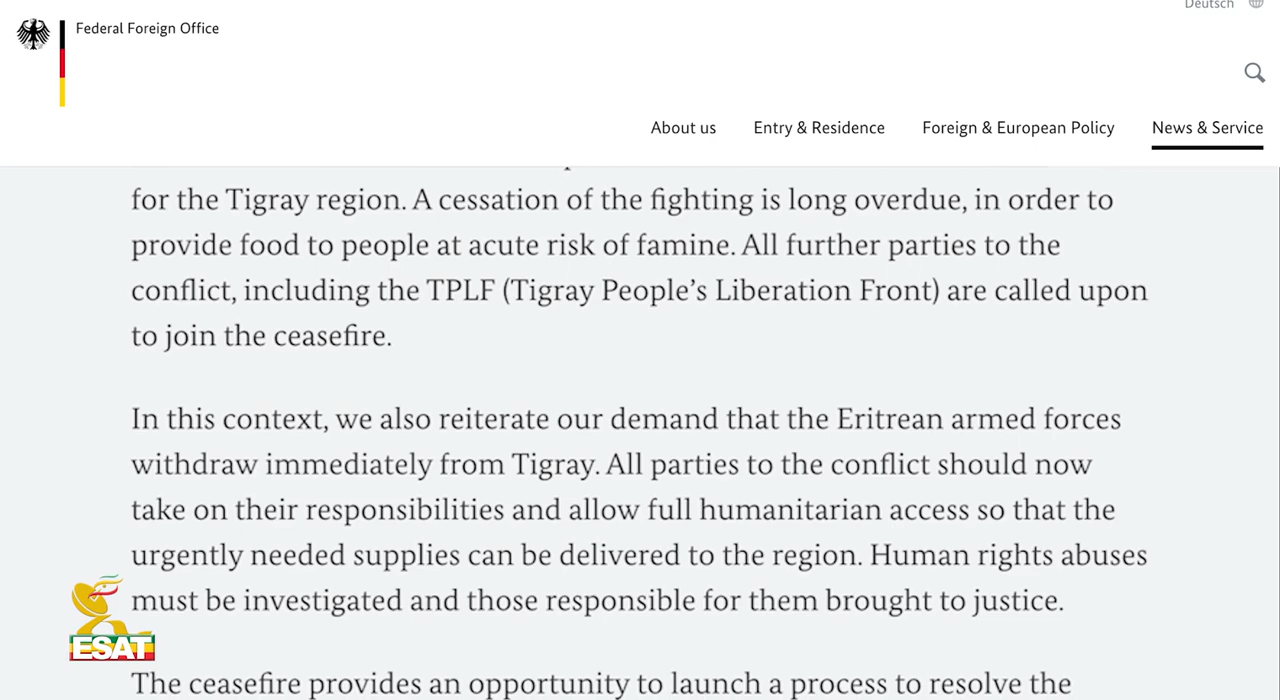 Deutsch
Federal Foreign Office
About us Entry & Residence Foreign & European Policy News & Service
for the Tigray region. A cessation of the fighting is long overdue, in order to
provide food to people at acute risk of famine. All further parties to the
conflict, including the TPLF (Tigray People’s Liberation Front) are called upon
to join the ceasefire.
In this context, we also reiterate our demand that the Eritrean armed forces
withdraw immediately from Tigray. All parties to the conflict should now
take on their responsibilities and allow full humanitarian access so that the
urgently needed supplies can be delivered to the region. Human rights abuses
must be investigated and those responsible for them brought to justice.
ESAT
The ceasefire provides an opportunity to launch a process to resolve the